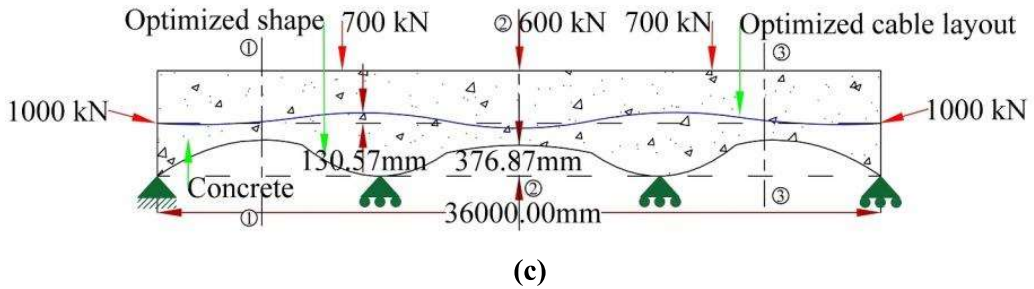 Optimized shape 700 kN ② 600 kN 700 kN Optimized cable layout
① ③
1000 kN 1000 kN
130.57mm 376.87mm
Concrete ① ② ③
36000.00mm
(c)